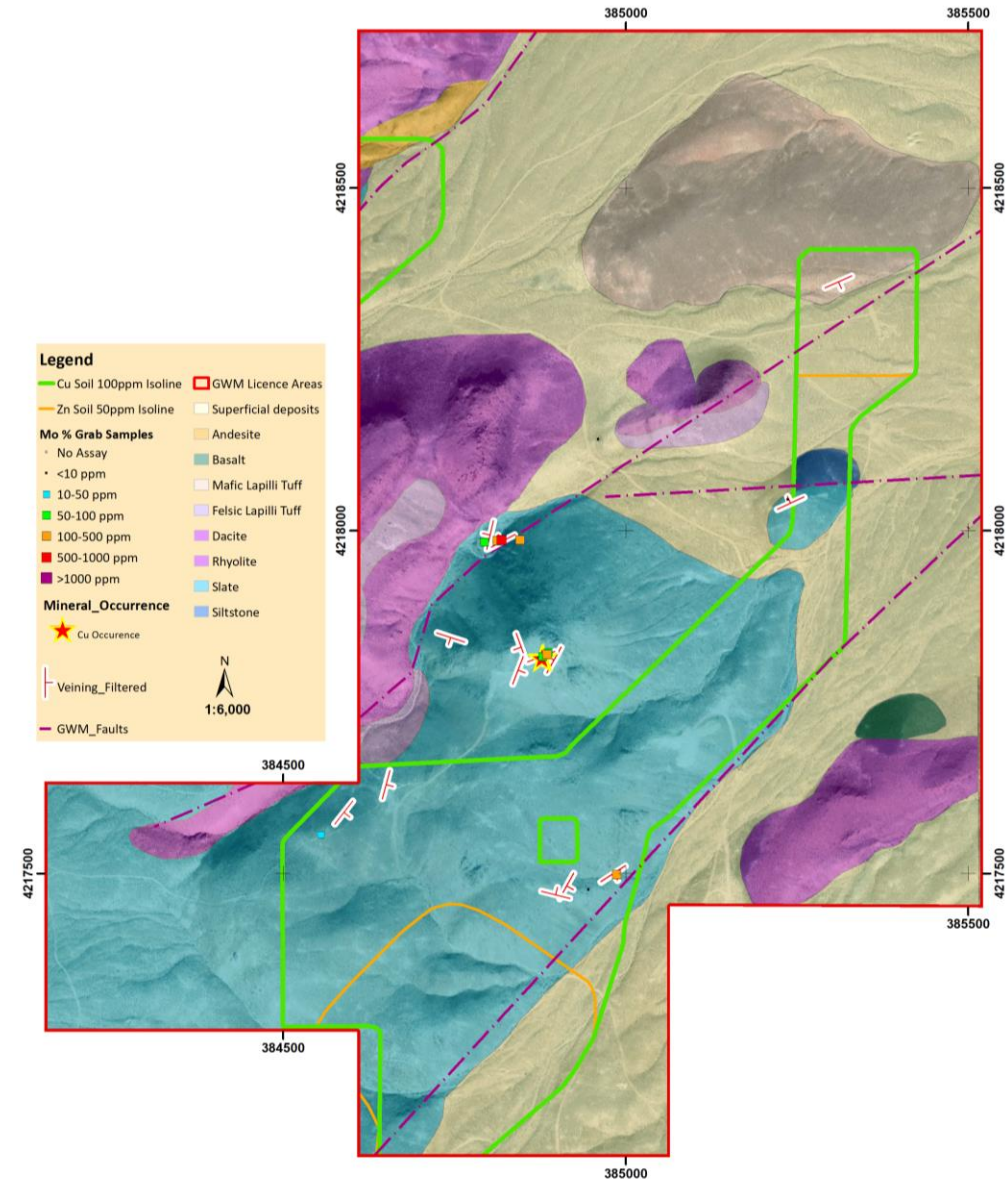 385000
385500
4218500
4218500
4218000
4218000
Legend
Cu Soil 100ppm Isoline
Zn Soil 50ppm Isoline
Mo % Grab Samples
No Assay
<10 ppm
10-50 ppm
50-100 ppm
100-500 ppm
500-1000 ppm
>1000 ppm
Mineral_Occurrence
Cu Occurence
Veining_Filtered
GWM_Faults
GWM Licence Areas
Superficial deposits
Andesite
Basalt
Mafic Lapilli Tuff
Felsic Lapilli Tuff
Dacite
Rhyolite
Slate
Siltstone
N
1:6,000
384500
4217500
4217500
385500
384500
385000